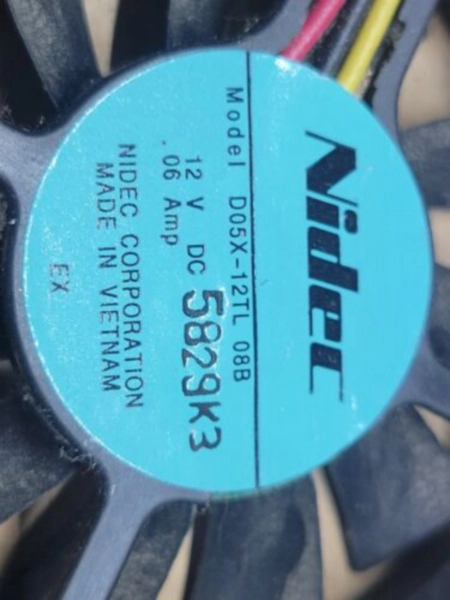 Nidec
Model D05X-12TL 08B
12 V DC 5829K3
.06 Amp
NIDEC CORPORATION
MADE IN VIETNAM
EX